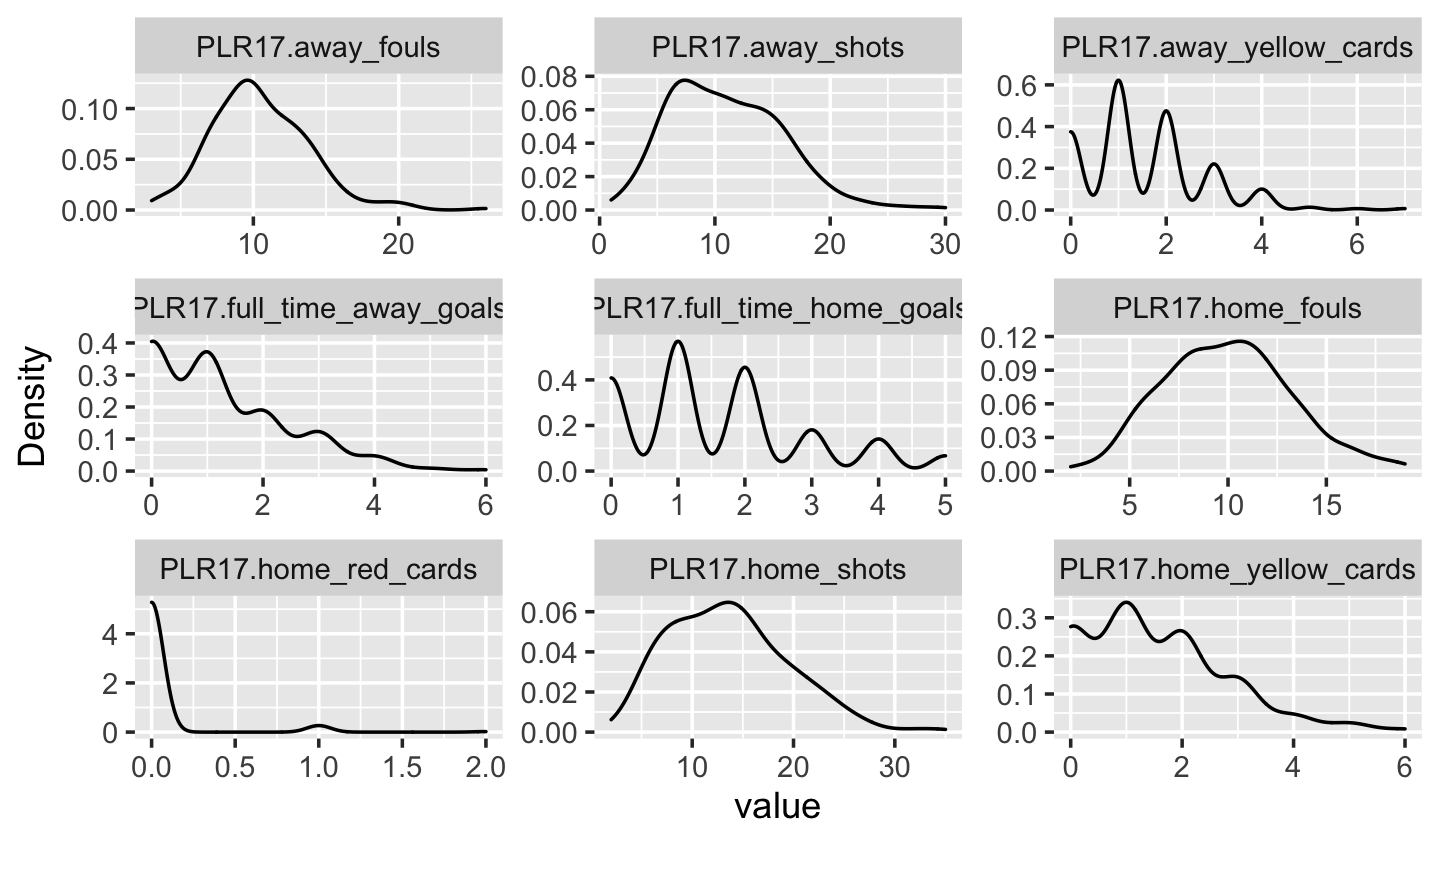 PLR17.away_fouls
0.10
0.05
0.00
10 20
PLR17.away_shots
0.08
0.06
0.04
0.02
0.00
0 10 20 30
PLR17.away_yellow_cards
0.6
0.4
0.2
0.0
0 2 4 6
PLR17.full_time_away_goals
0.4
0.3
0.2
0.1
0.0
0 2 4 6
PLR17.full_time_home_goals
0.4
0.2
0.0
0 1 2 3 4 5
PLR17.home_fouls
0.12
0.09
0.06
0.03
0.00
5 10 15
PLR17.home_red_cards
4
2
0
0.0 0.5 1.0 1.5 2.0
PLR17.home_shots
0.06
0.04
0.02
0.00
10 20 30
PLR17.home_yellow_cards
0.3
0.2
0.1
0.0
0 2 4 6
Density
value